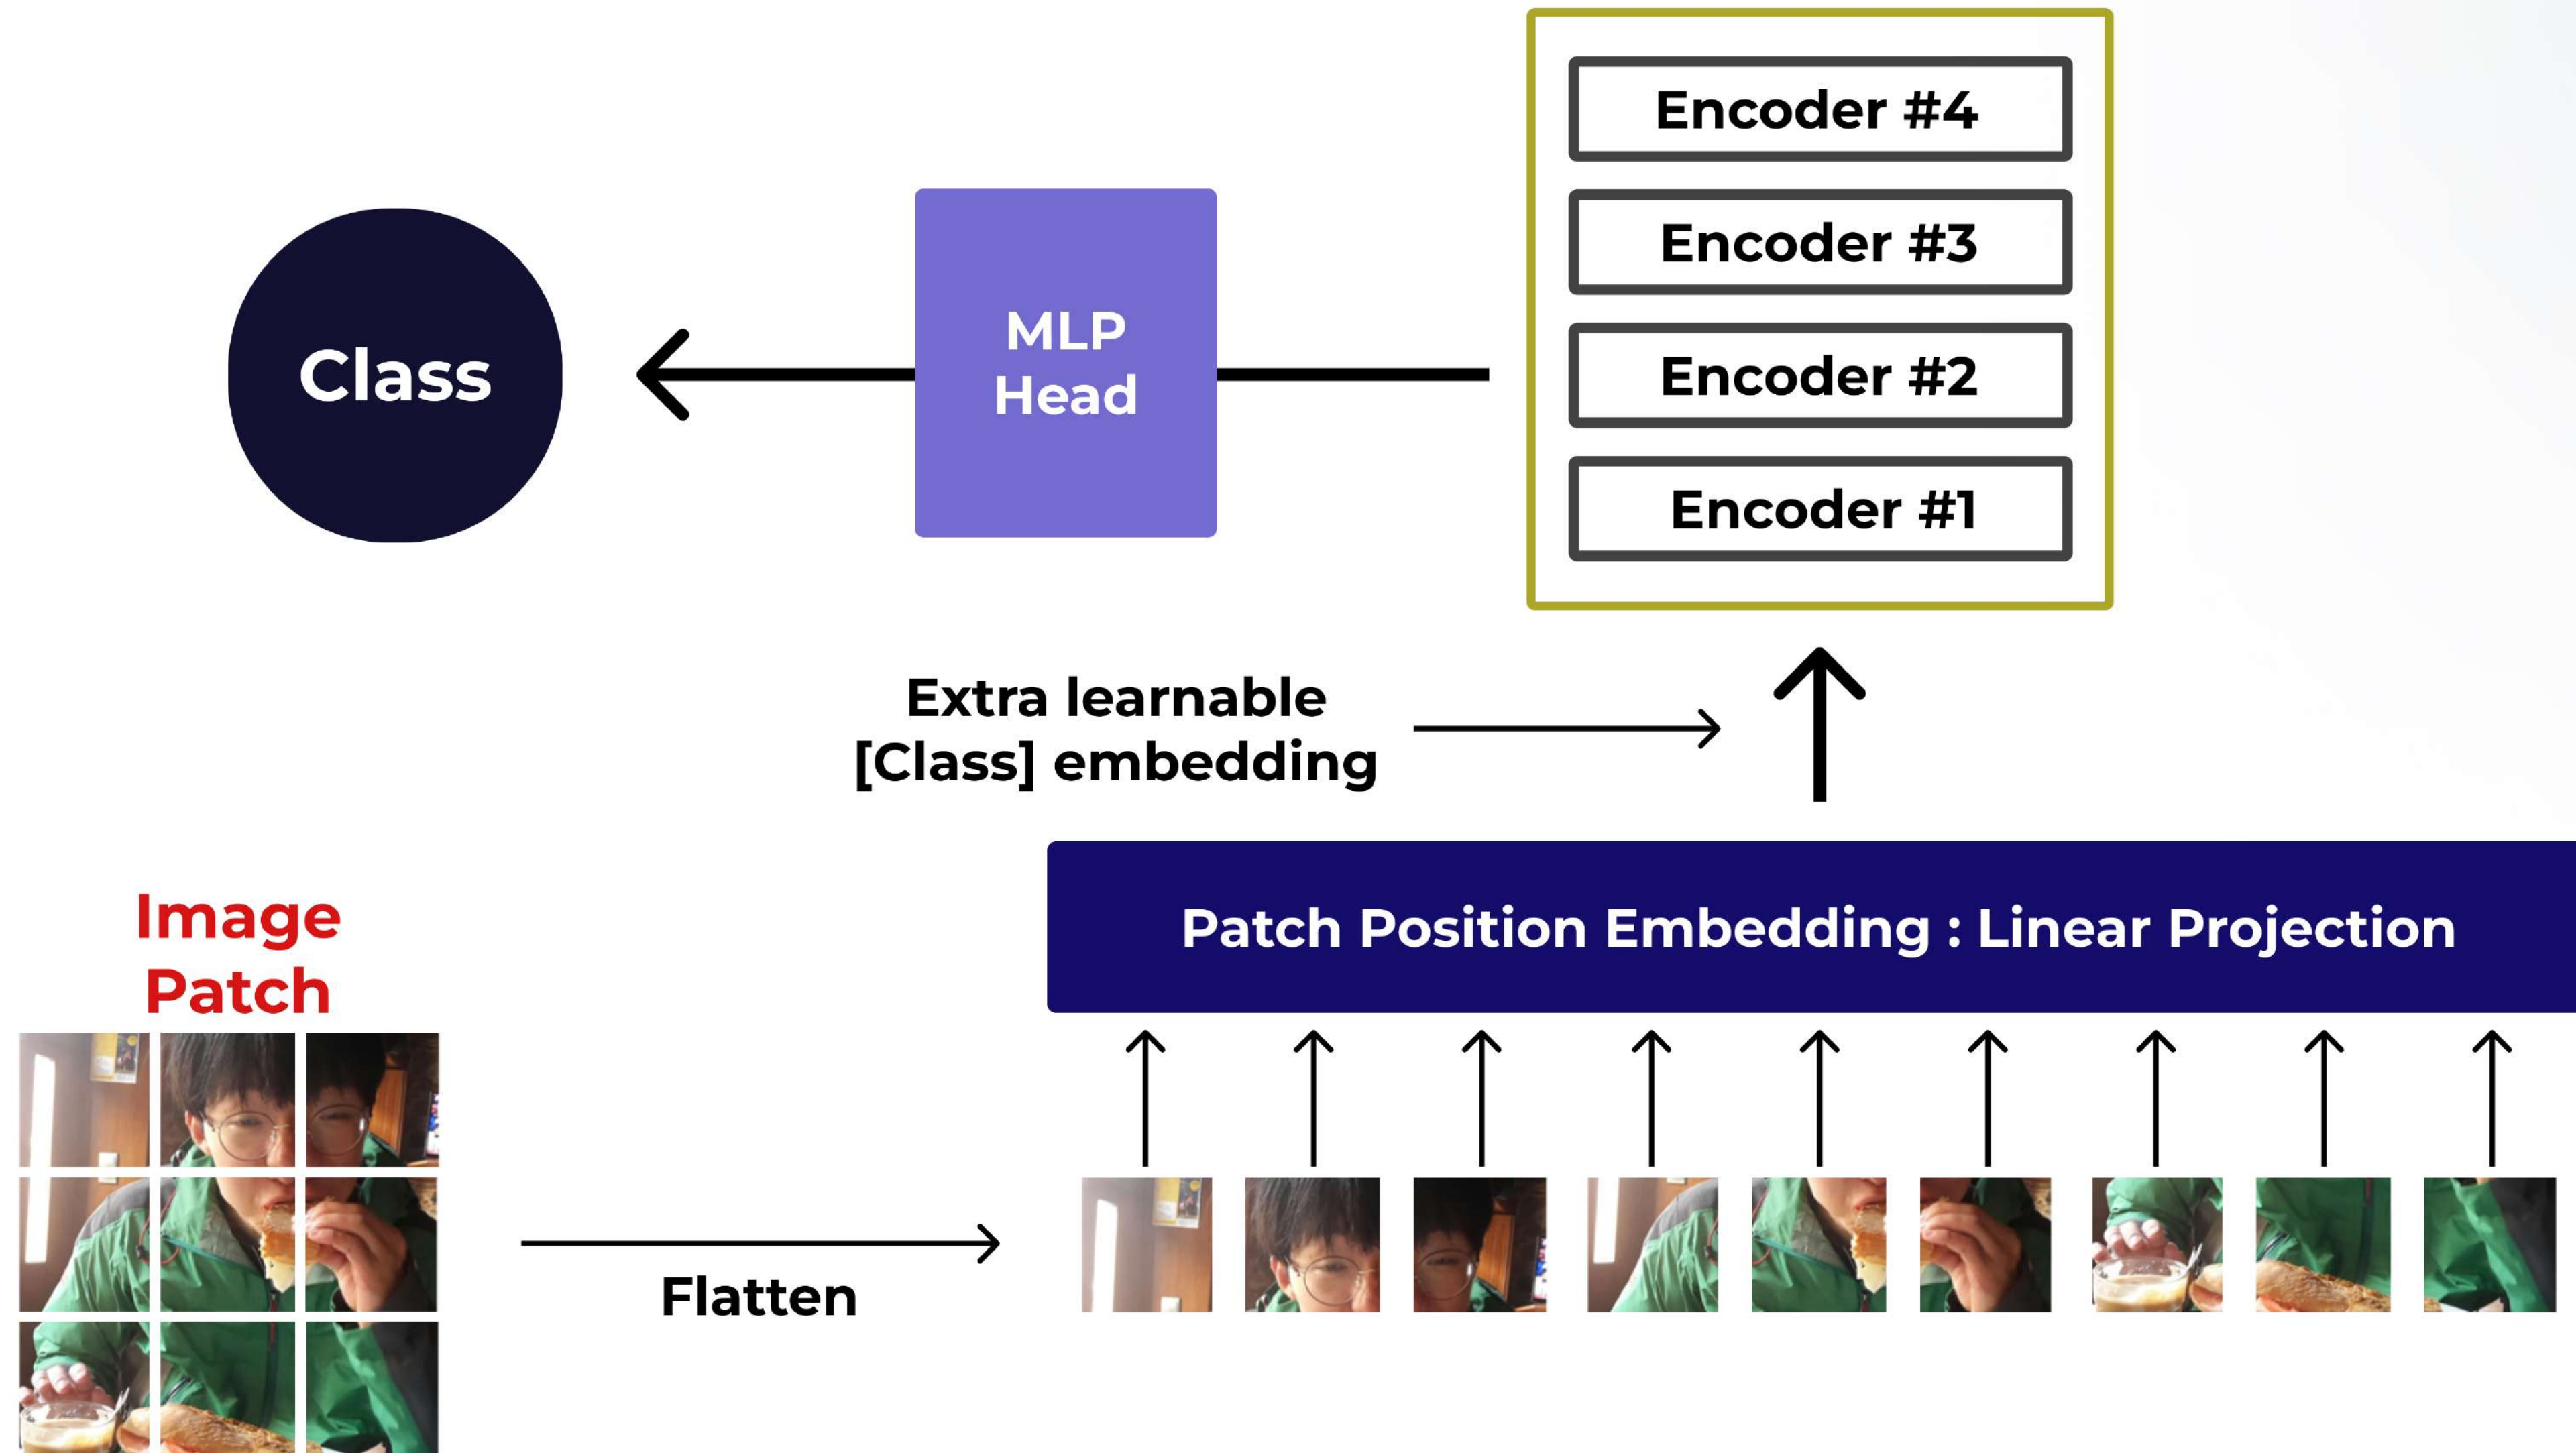 Encoder #4
Encoder #3
Encoder #2
Encoder #1
MLP
Head
Class
Extra learnable
[Class] embedding
Patch Position Embedding : Linear Projection
Image
Patch
Flatten